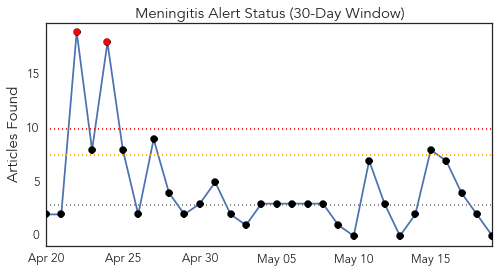 Meningitis Alert Status (30-Day Window)
Articles Found
15
10
5
0
Apr 20 Apr 25 Apr 30 May 05 May 10 May 15